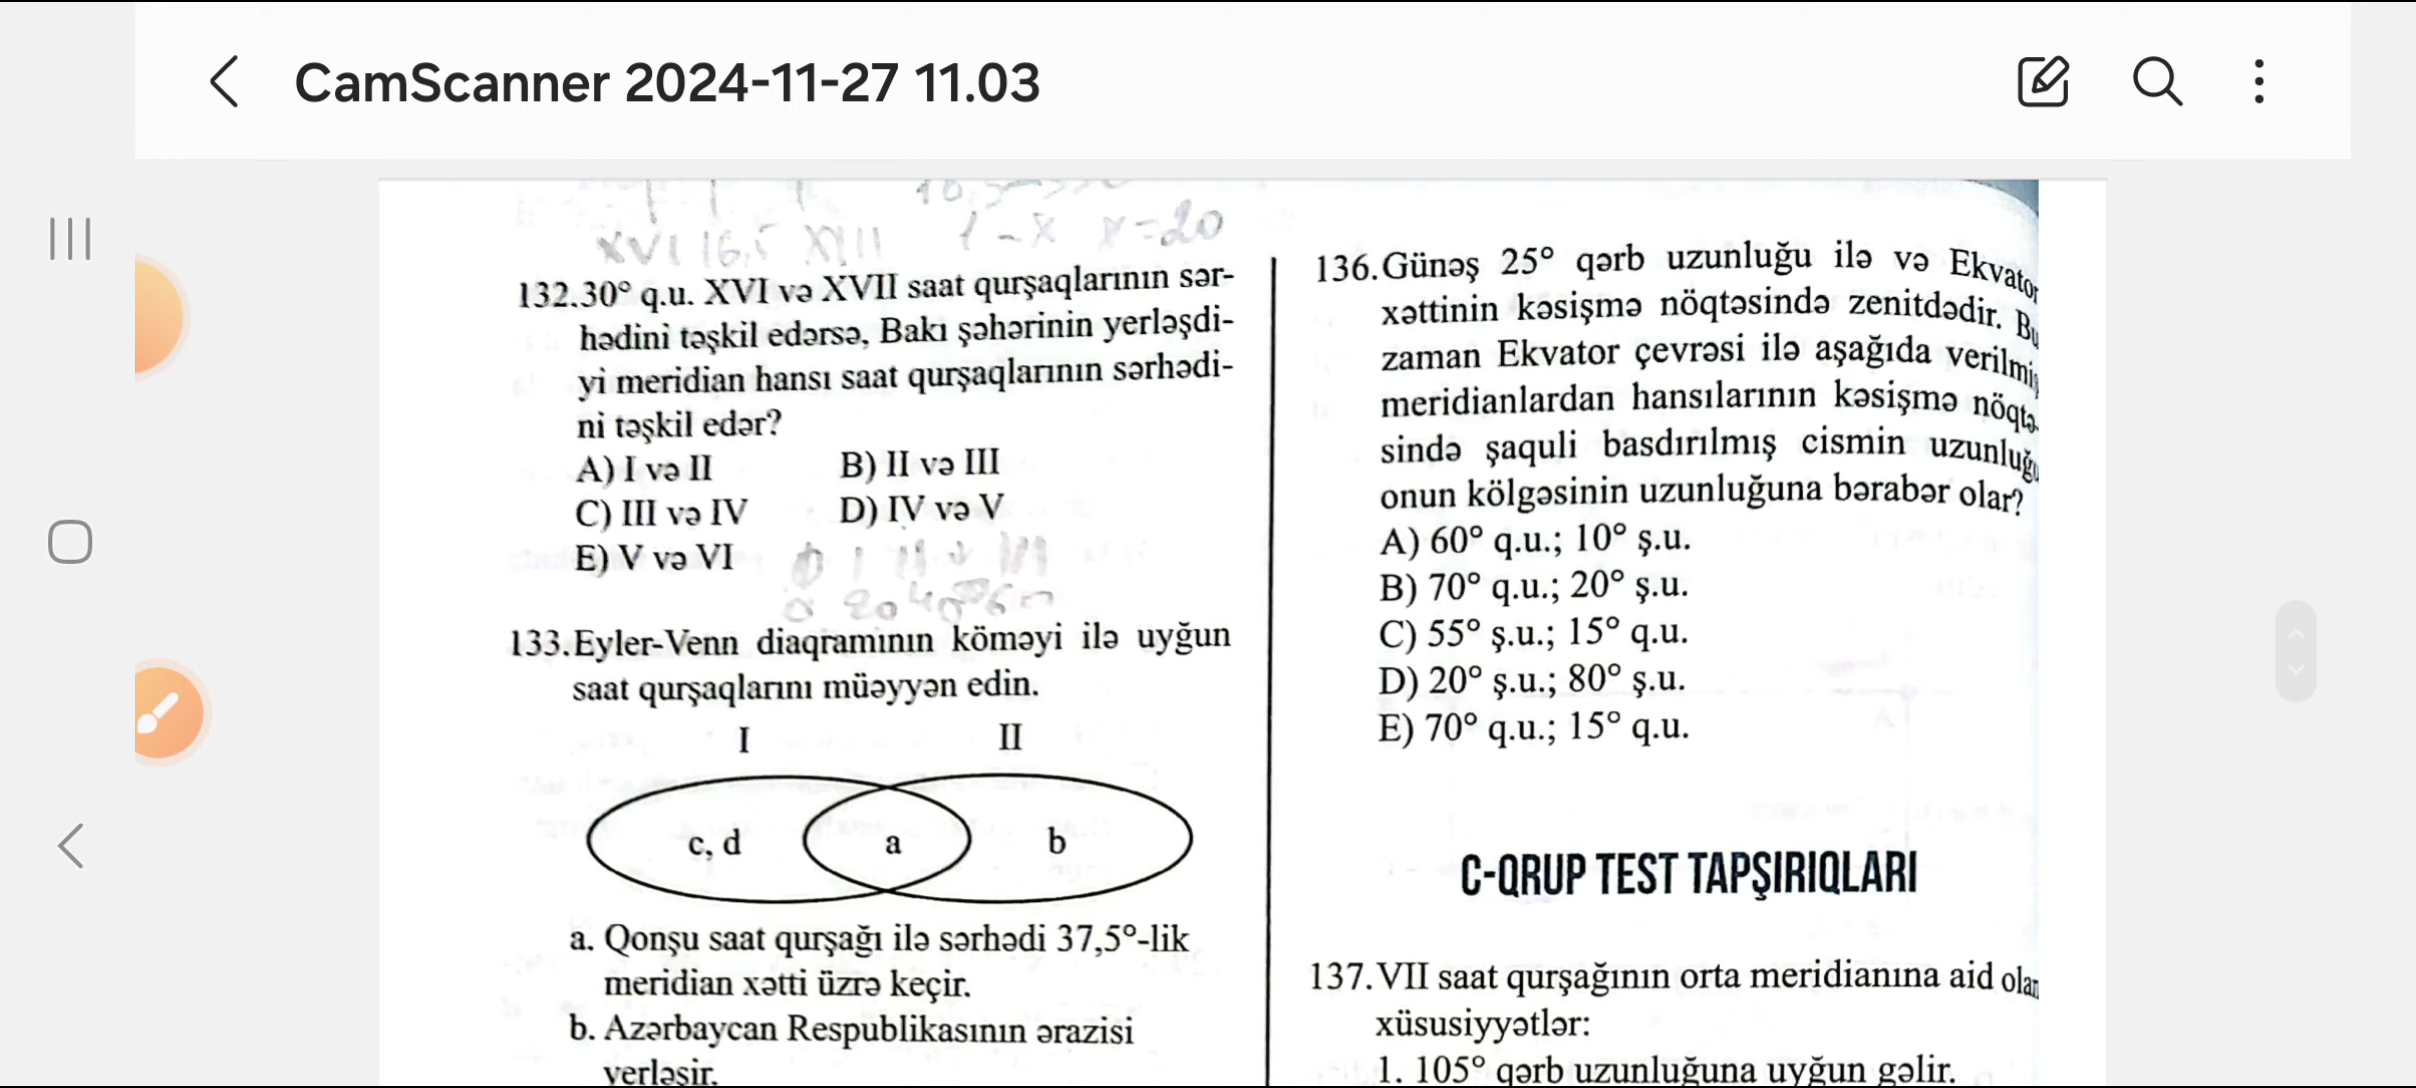 CamScanner 2024-11-27 11.03
XVI 16,5 XVII 1-x x=20
132.30° q.u. XVI və XVII saat qurşaqlarının sər-
hədini təşkil edərsə, Bakı şəhərinin yerləşdi-
yi meridian hansı saat qurşaqlarının sərhədi-
ni təşkil edər?
A) I və II B) II və III
C) III və IV D) IV və V
E) V və VI
133.Eyler-Venn diaqramının köməyi ilə uyğun
saat qurşaqlarını müəyyən edin.
I II
c, d a b
a. Qonşu saat qurşağı ilə sərhədi 37,5°-lik
meridian xətti üzrə keçir.
b. Azərbaycan Respublikasının ərazisi
yerləşir.
136.Günəş 25° qərb uzunluğu ilə və Ekvator
xəttinin kəsişmə nöqtəsində zenitdədir. Bu
zaman Ekvator çevrəsi ilə aşağıda verilmiş
meridianlardan hansılarının kəsişmə nöqtə-
sində şaquli basdırılmış cismin uzunluğu
onun kölgəsinin uzunluğuna bərabər olar?
A) 60° q.u.; 10° ş.u.
B) 70° q.u.; 20° ş.u.
C) 55° ş.u.; 15° q.u.
D) 20° ş.u.; 80° ş.u.
E) 70° q.u.; 15° q.u.
C-QRUP TEST TAPŞIRIQLARI
137.VII saat qurşağının orta meridianına aid olan
xüsusiyyətlər:
1. 105° qərb uzunluğuna uyğun gəlir.